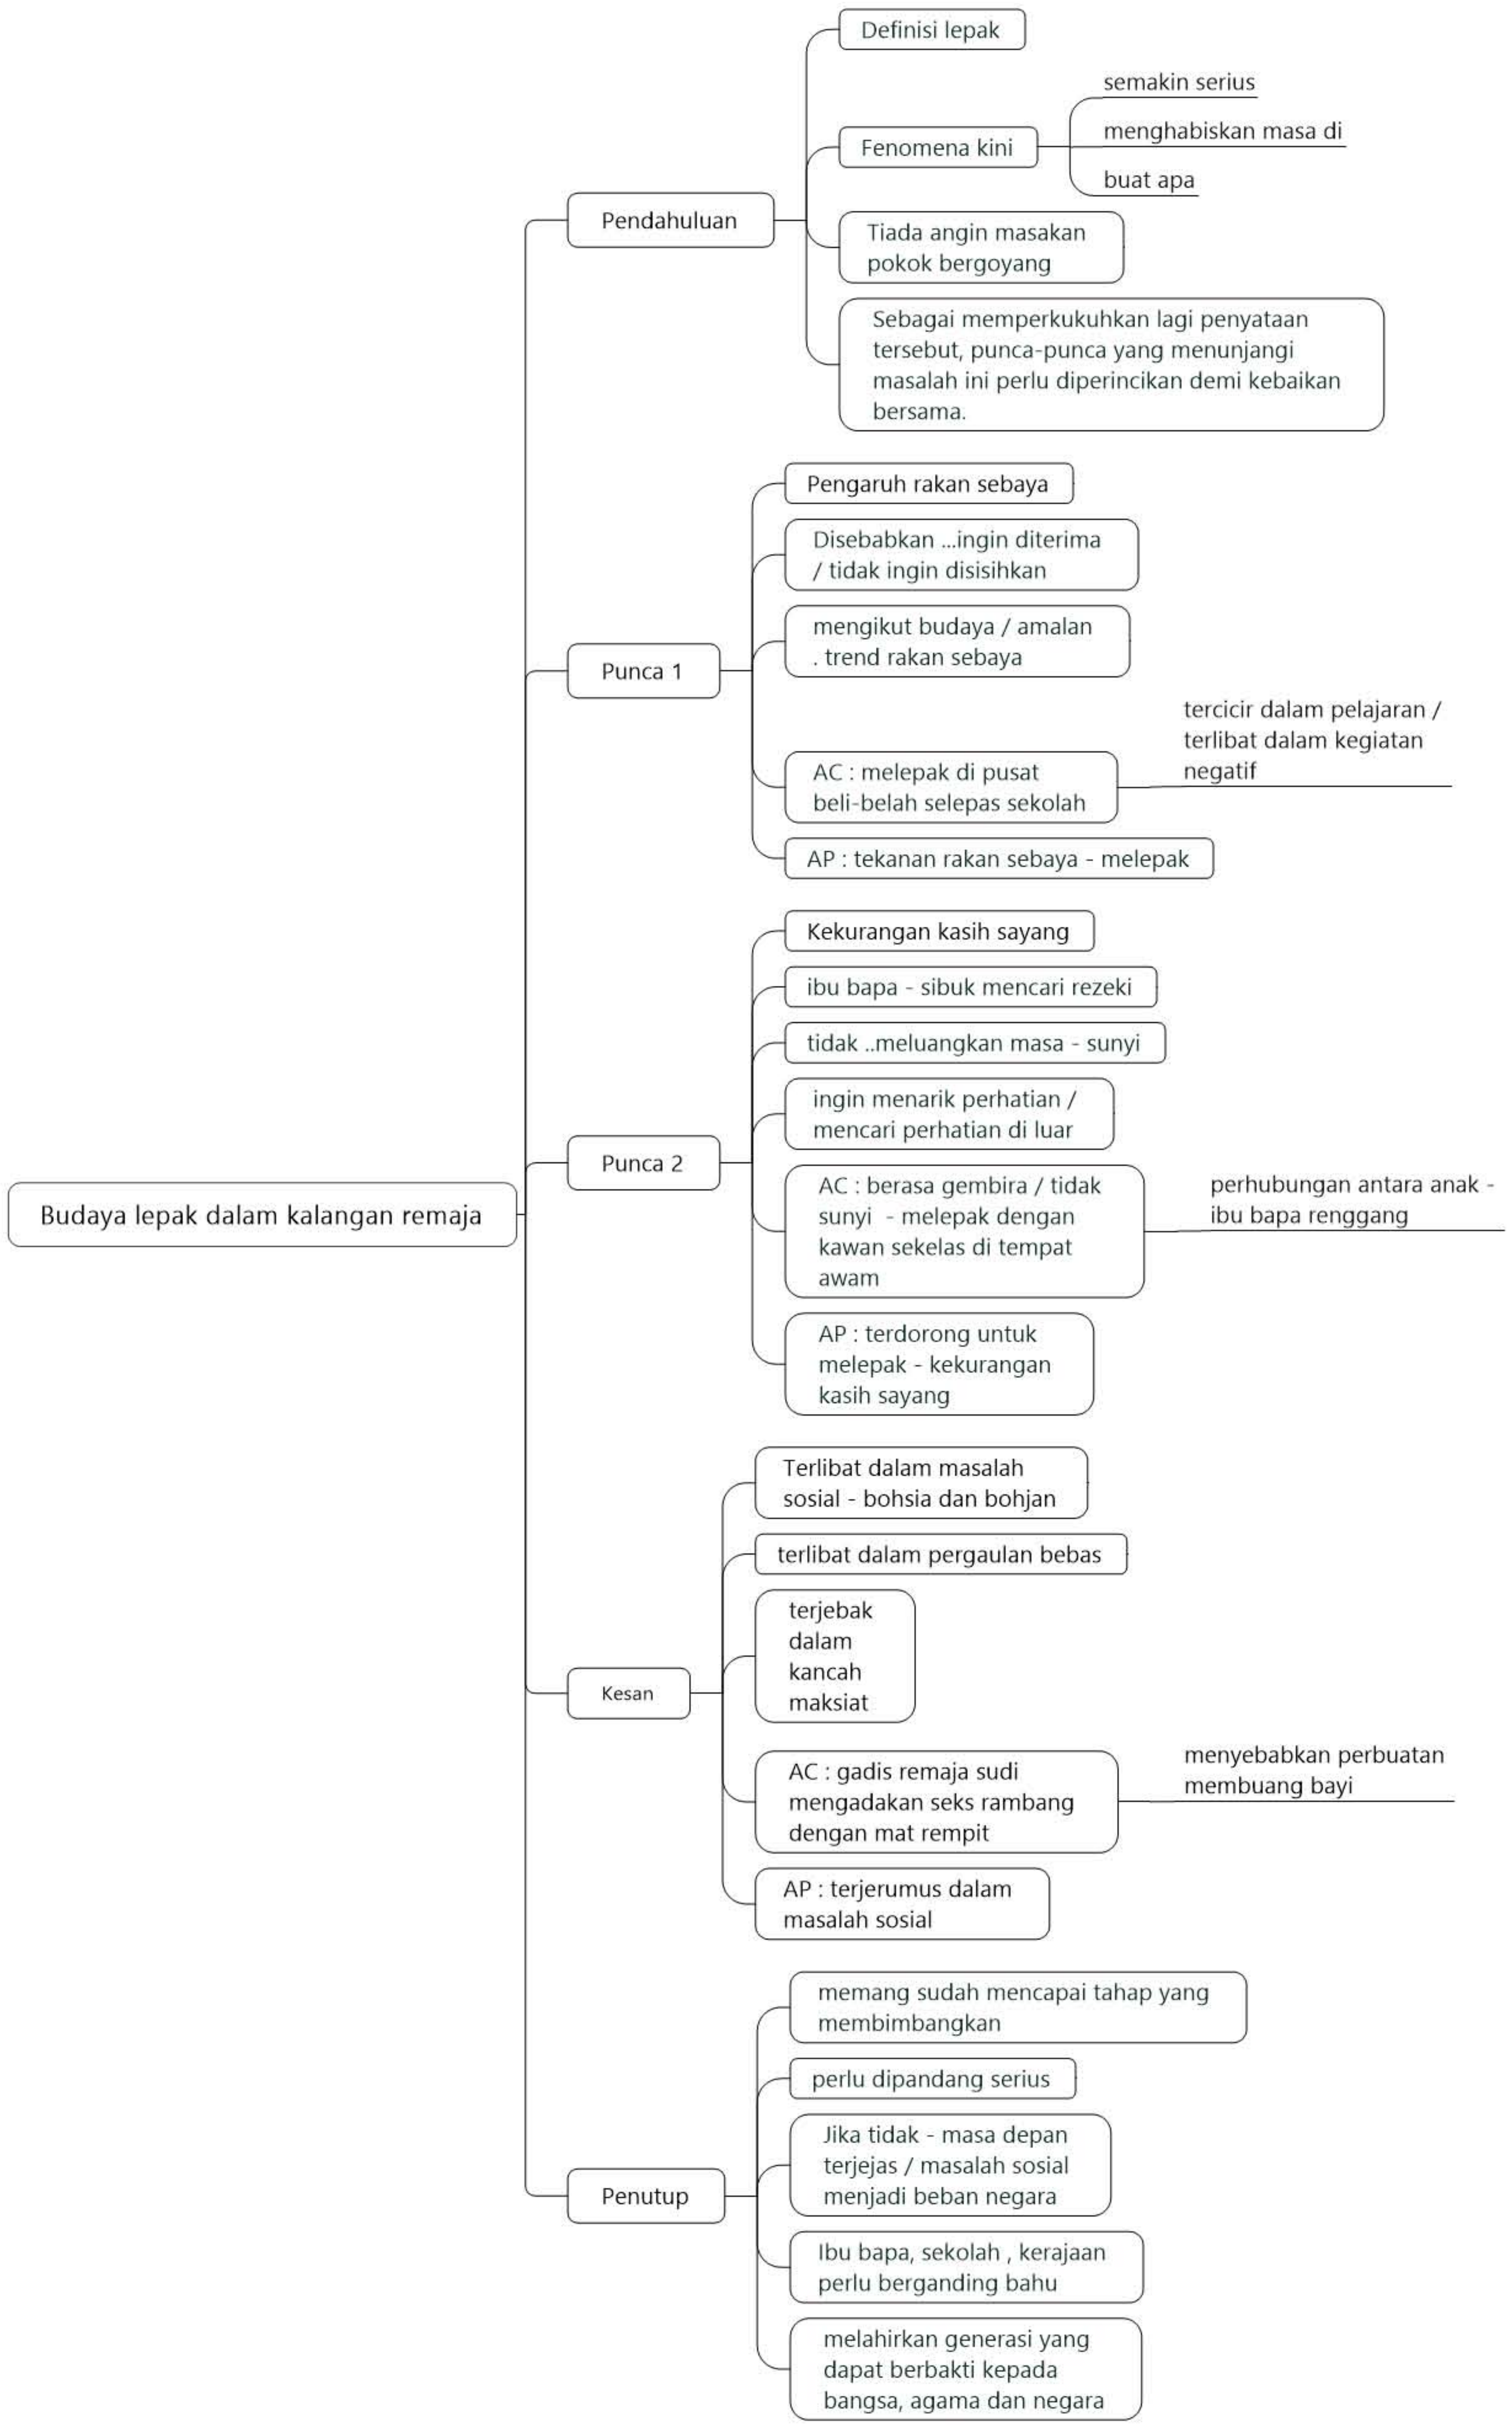 Budaya lepak dalam kalangan remaja
Pendahuluan
Definisi lepak
Fenomena kini
semakin serius
menghabiskan masa di
buat apa
Tiada angin masakan
pokok bergoyang
Sebagai memperkukuhkan lagi penyataan
tersebut, punca-punca yang menunjangi
masalah ini perlu diperincikan demi kebaikan
bersama.
Punca 1
Pengaruh rakan sebaya
Disebabkan ...ingin diterima
/ tidak ingin disisihkan
mengikut budaya / amalan
. trend rakan sebaya
AC : melepak di pusat
beli-belah selepas sekolah
tercicir dalam pelajaran /
terlibat dalam kegiatan
negatif
AP : tekanan rakan sebaya - melepak
Punca 2
Kekurangan kasih sayang
ibu bapa - sibuk mencari rezeki
tidak ..meluangkan masa - sunyi
ingin menarik perhatian /
mencari perhatian di luar
AC : berasa gembira / tidak
sunyi - melepak dengan
kawan sekelas di tempat
awam
perhubungan antara anak -
ibu bapa renggang
AP : terdorong untuk
melepak - kekurangan
kasih sayang
Kesan
Terlibat dalam masalah
sosial - bohsia dan bohjan
terlibat dalam pergaulan bebas
terjebak
dalam
kancah
maksiat
AC : gadis remaja sudi
mengadakan seks rambang
dengan mat rempit
menyebabkan perbuatan
membuang bayi
AP : terjerumus dalam
masalah sosial
Penutup
memang sudah mencapai tahap yang
membimbangkan
perlu dipandang serius
Jika tidak - masa depan
terjejas / masalah sosial
menjadi beban negara
Ibu bapa, sekolah , kerajaan
perlu berganding bahu
melahirkan generasi yang
dapat berbakti kepada
bangsa, agama dan negara